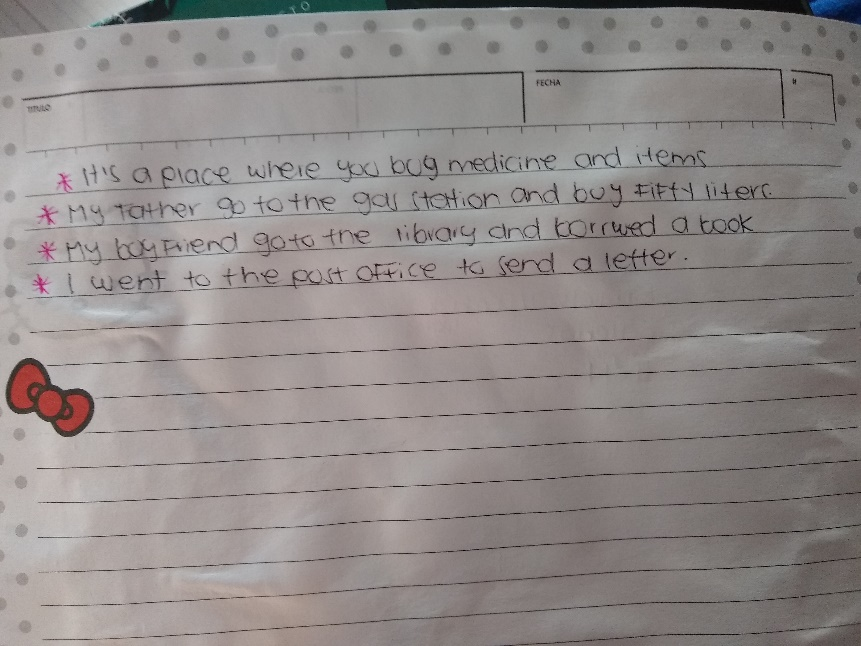 TITULO
FECHA
Nº
* It's a place where you buy medicine and items
* My father go to the gas station and buy fifty liters
* My boyfriend go to the library and borrwed a book
* I went to the post office to send a letter.